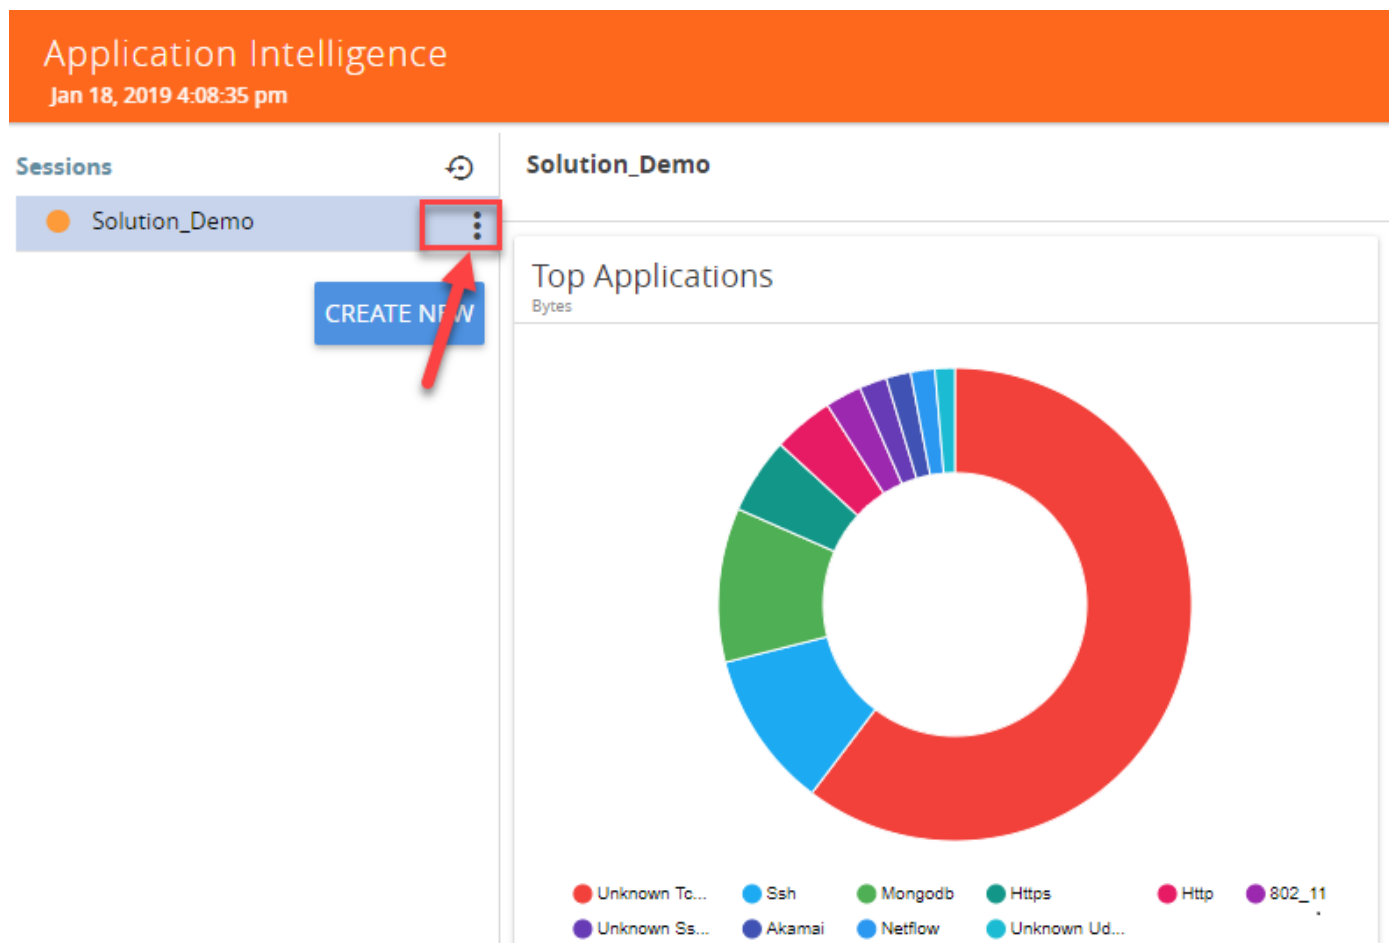 Application Intelligence
Jan 18, 2019 4:08:35 pm
Sessions
Solution_Demo
CREATE NEW
Solution_Demo
Top Applications
Bytes
Unknown Tc... Ssh Mongodb Https Http 802_11
Unknown Ss... Akamai Netflow Unknown Ud...